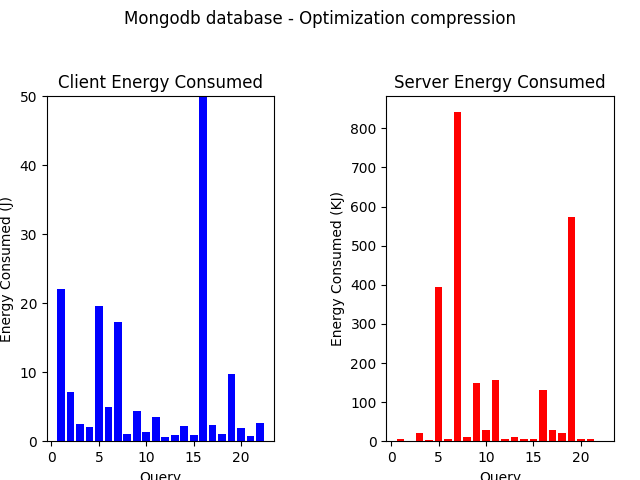 Mongodb database - Optimization compression
Client Energy Consumed
Energy Consumed (J)
50
40
30
20
10
0
0 5 10 15 20
Query
Server Energy Consumed
Energy Consumed (KJ)
800
700
600
500
400
300
200
100
0
0 5 10 15 20
Query